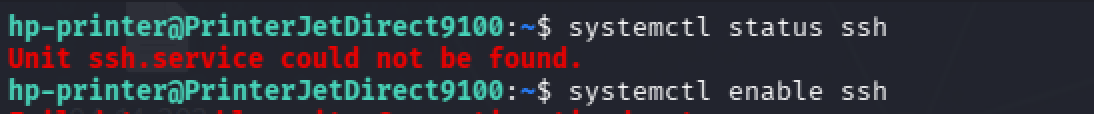 hp-printer@PrinterJetDirect9100:~$ systemctl status ssh
Unit ssh.service could not be found.
hp-printer@PrinterJetDirect9100:~$ systemctl enable ssh